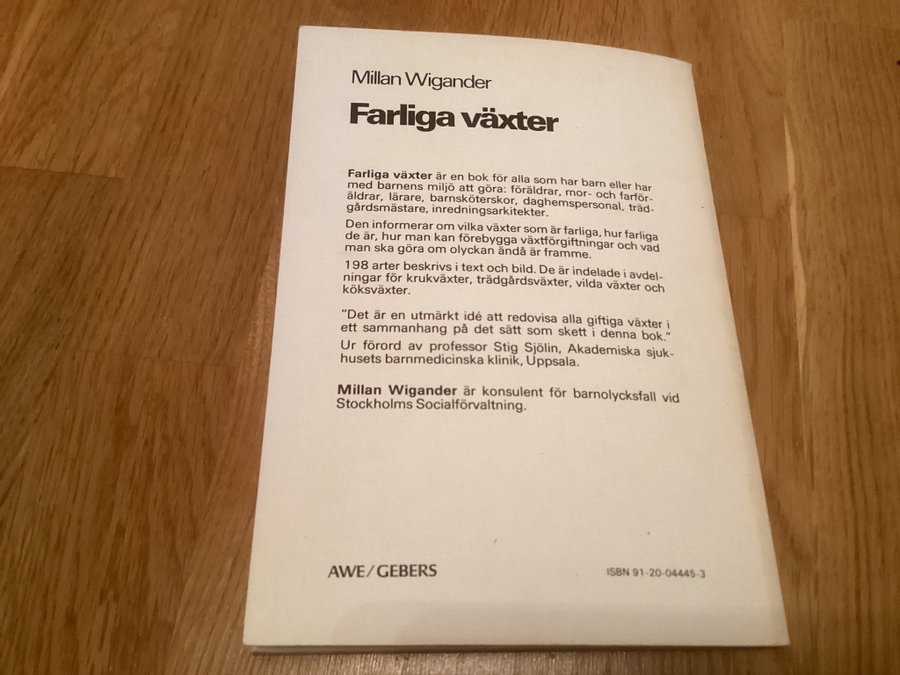 Millan Wigander
Farliga växter
Farliga växter är en bok för alla som har barn eller har
med barnens miljö att göra: föräldrar, mor- och farför-
äldrar, lärare, barnsköterskor, daghemspersonal, träd-
gårdsmästare, inredningsarkitekter.
Den informerar om vilka växter som är farliga, hur farliga
de är, hur man kan förebygga växtförgiftningar och vad
man ska göra om olyckan ändå är framme.
198 arter beskrivs i text och bild. De är indelade i avdel-
ningar för krukväxter, trädgårdsväxter, vilda växter och
köksväxter.
"Det är en utmärkt idé att redovisa alla giftiga växter i
ett sammanhang på det sätt som skett i denna bok."
Ur förord av professor Stig Sjölin, Akademiska sjuk-
husets barnmedicinska klinik, Uppsala.
Millan Wigander är konsulent för barnolycksfall vid
Stockholms Socialförvaltning.
AWE/GEBERS
ISBN 91-20-04445-3